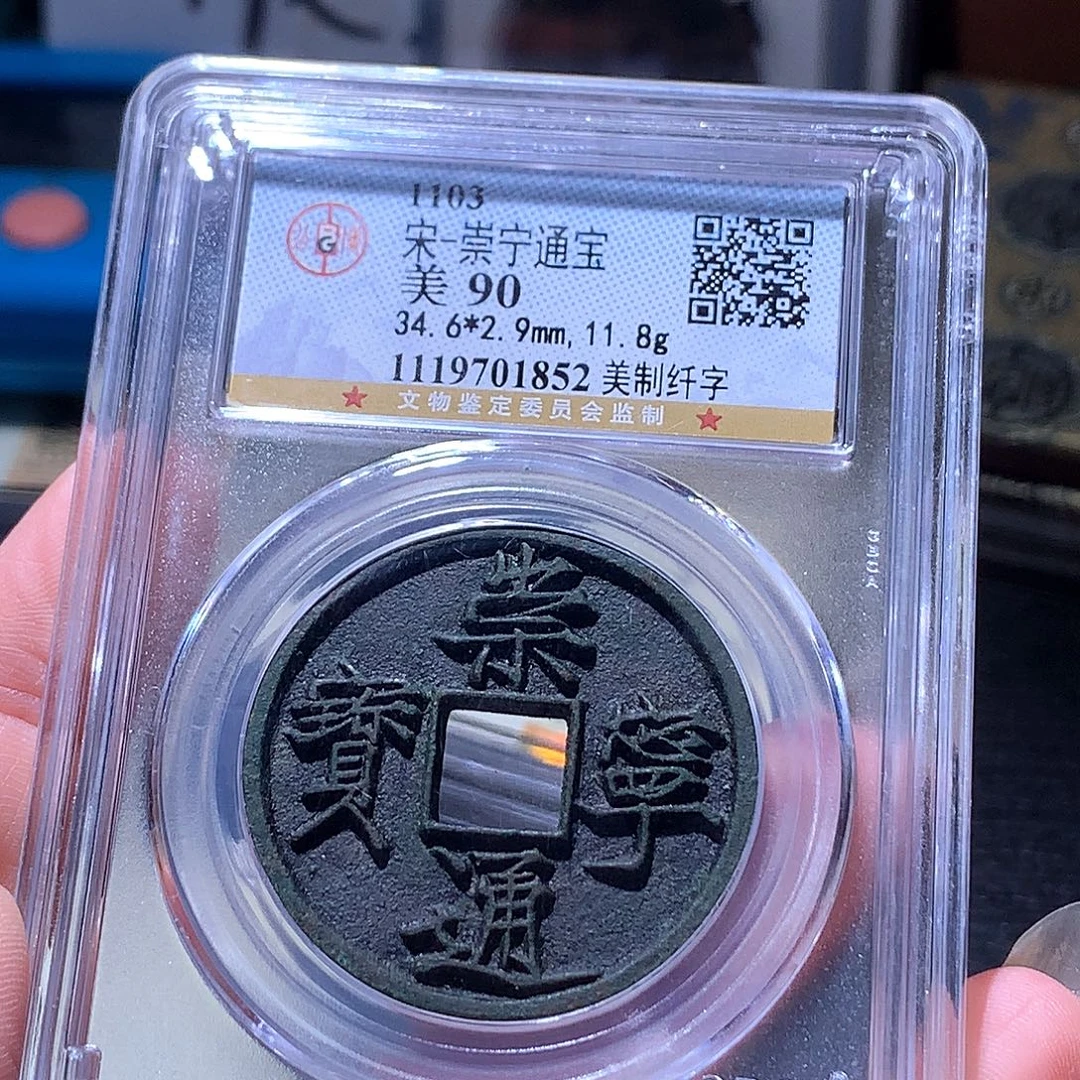 1103
宋-崇宁通宝
美 90
34.6*2.9mm,11.8g
1119701852 美制纤字
文物鉴定委员会监制
GBCA
崇
寧
通
寶